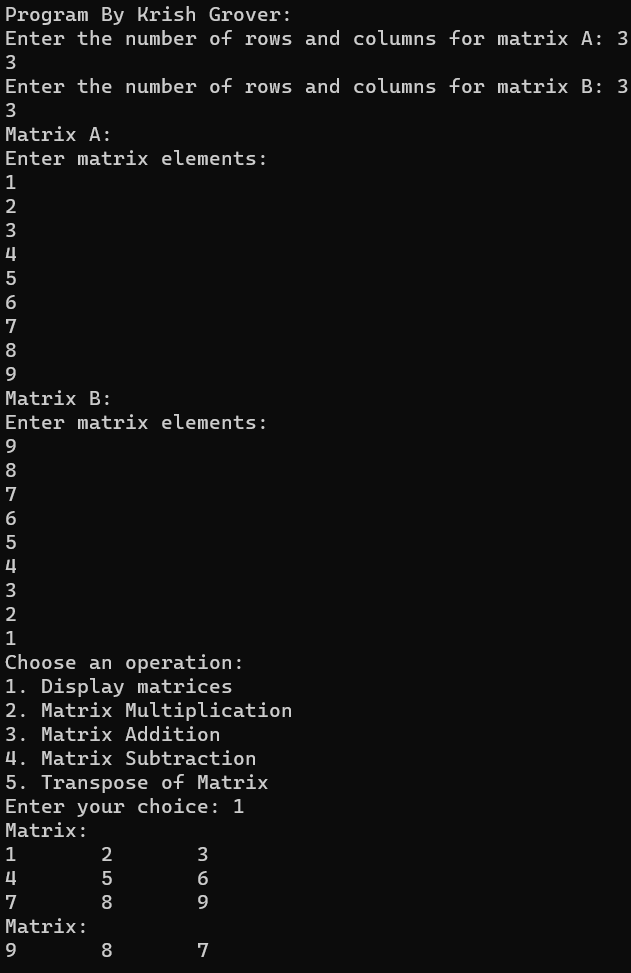 Program By Krish Grover:
Enter the number of rows and columns for matrix A: 3
3
Enter the number of rows and columns for matrix B: 3
3
Matrix A:
Enter matrix elements:
1
2
3
4
5
6
7
8
9
Matrix B:
Enter matrix elements:
9
8
7
6
5
4
3
2
1
Choose an operation:
1. Display matrices
2. Matrix Multiplication
3. Matrix Addition
4. Matrix Subtraction
5. Transpose of Matrix
Enter your choice: 1
Matrix:
1       2       3
4       5       6
7       8       9
Matrix:
9       8       7